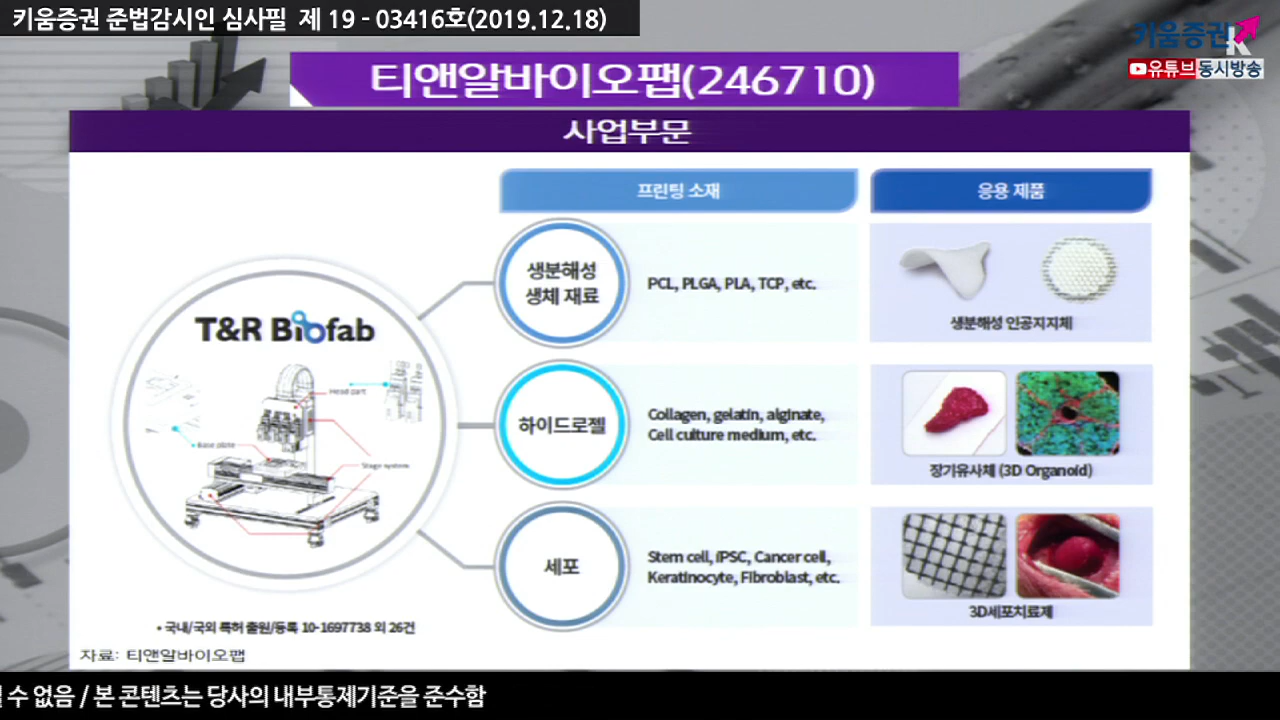 키움증권 준법감시인 심사필 제 19 - 03416호(2019.12.18)
키움증권
유튜브동시방송
티앤알바이오팹(246710)
사업부문
프린팅 소재
응용 제품
생분해성
생체 재료
PCL, PLGA, PLA, TCP, etc.
생분해성 인공지지체
T&R Biofab
Head part
Base plate
Stage system
하이드로젤
Collagen, gelatin, alginate,
Cell culture medium, etc.
장기유사체 (3D Organoid)
세포
Stem cell, iPSC, Cancer cell,
Keratinocyte, Fibroblast, etc.
3D세포치료제
• 국내/국외 특허 출원/등록 10-1697738 외 26건
자료: 티앤알바이오팹
수 없음 / 본 콘텐츠는 당사의 내부통제기준을 준수함